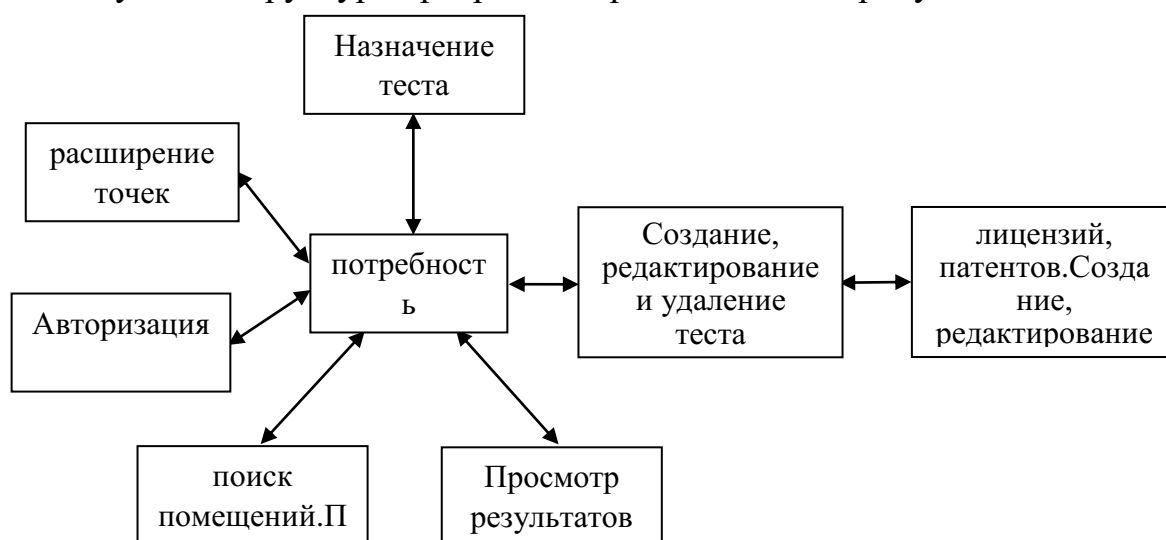 Назначение
теста
расширение
точек
потребност
ь
Создание,
редактирование
и удаление
теста
лицензий,
патентов.Созда
ние,
редактирование
Авторизация
поиск
помещений.П
Просмотр
результатов